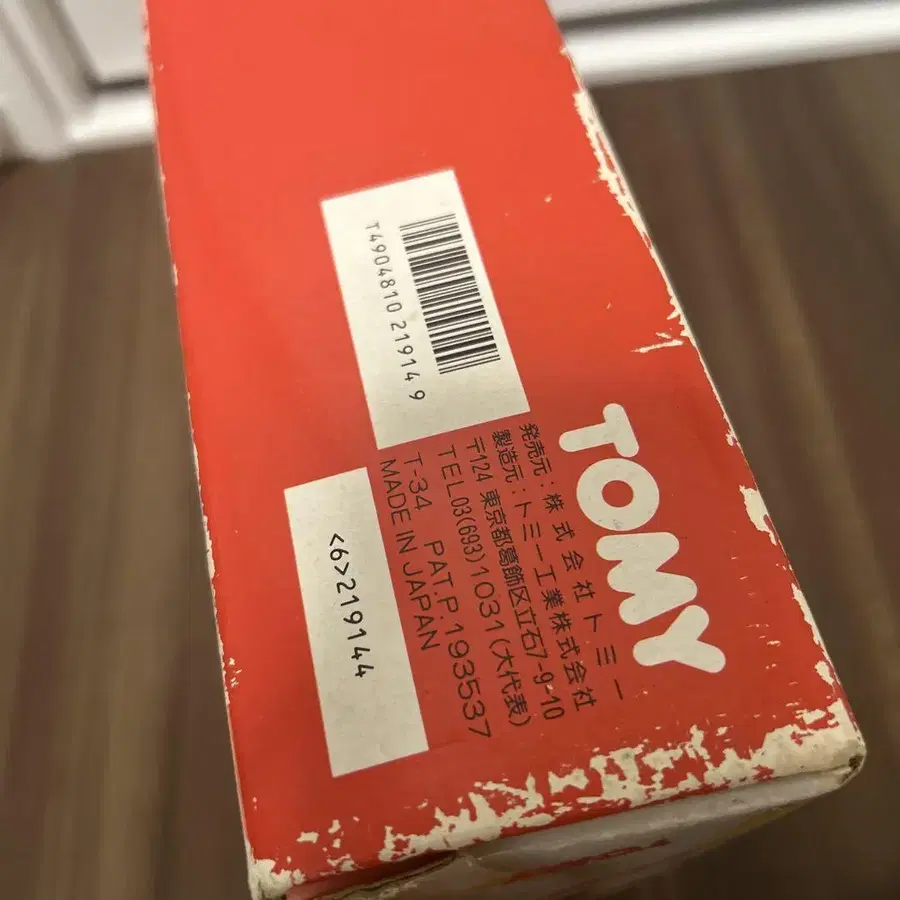 TOMY
発売元:株式会社トミー
製造元:トミー工業株式会社
〒124 東京都葛飾区立石7-9-10
TEL03(693)1031(大代表)
T-34 PAT.P.193537
MADE IN JAPAN
T4904810 219149
<6>219144